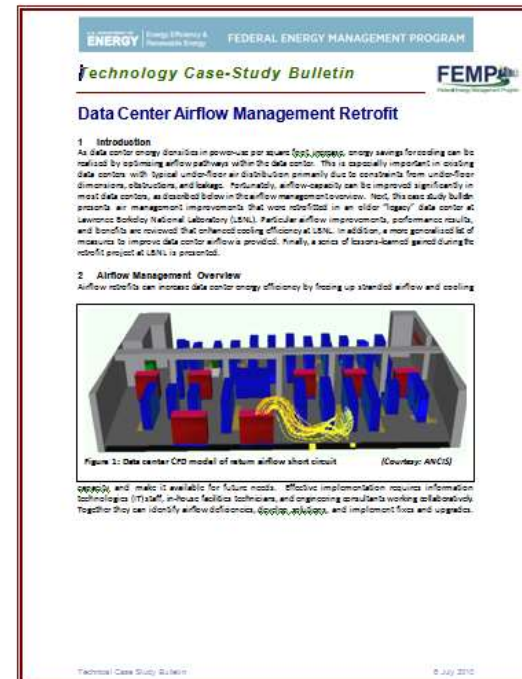 U.S. DEPARTMENT OF
ENERGY
Energy Efficiency &
Renewable Energy
FEDERAL ENERGY MANAGEMENT PROGRAM
Technology Case-Study Bulletin
FEMP
Federal Energy Management Program
Data Center Airflow Management Retrofit
1 Introduction
As data center energy densities in power-use per square foot increase, energy savings for cooling can be
realized by optimizing airflow pathways within the data center. This is especially important in existing
data centers with typical under-floor air distribution primarily due to constraints from under-floor
dimensions, obstructions, and leakage. Fortunately, airflow-capacity can be improved significantly in
most data centers, as described below in the airflow management overview. Next, this case study bulletin
presents air management improvements that were retrofitted in an older "legacy" data center at
Lawrence Berkeley National Laboratory (LBNL). Particular airflow improvements, performance results,
and benefits are reviewed that enhanced cooling efficiency at LBNL. In addition, a more generalized list of
measures to improve data center airflow is provided. Finally, a series of lessons-learned gained during the
retrofit project at LBNL is presented.
2 Airflow Management Overview
Airflow retrofits can increase data center energy efficiency by freeing up stranded airflow and cooling
Figure 1: Data center CFD model of return airflow short circuit (Courtesy: ANCIS)
capacity and make it available for future needs. Effective implementation requires information
technologies (IT) staff, in-house facilities technicians, and engineering consultants working collaboratively.
Together they can identify airflow deficiencies, develop solutions, and implement fixes and upgrades.
Technical Case Study Bulletin 6 July 2010